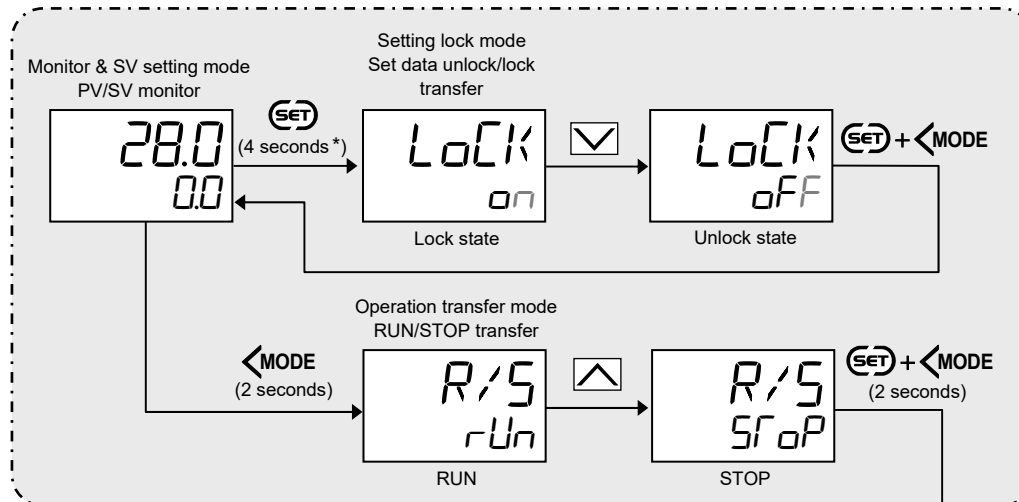 Setting lock mode
Set data unlock/lock
transfer
Monitor & SV setting mode
PV/SV monitor
28.0
0.0
SET
(4 seconds*)
LoCK
on
Lock state
LoCK
oFF
Unlock state
SET + <MODE
Operation transfer mode
RUN/STOP transfer
<MODE
(2 seconds)
R/S
rUn
RUN
R/S
SToP
STOP
SET + <MODE
(2 seconds)